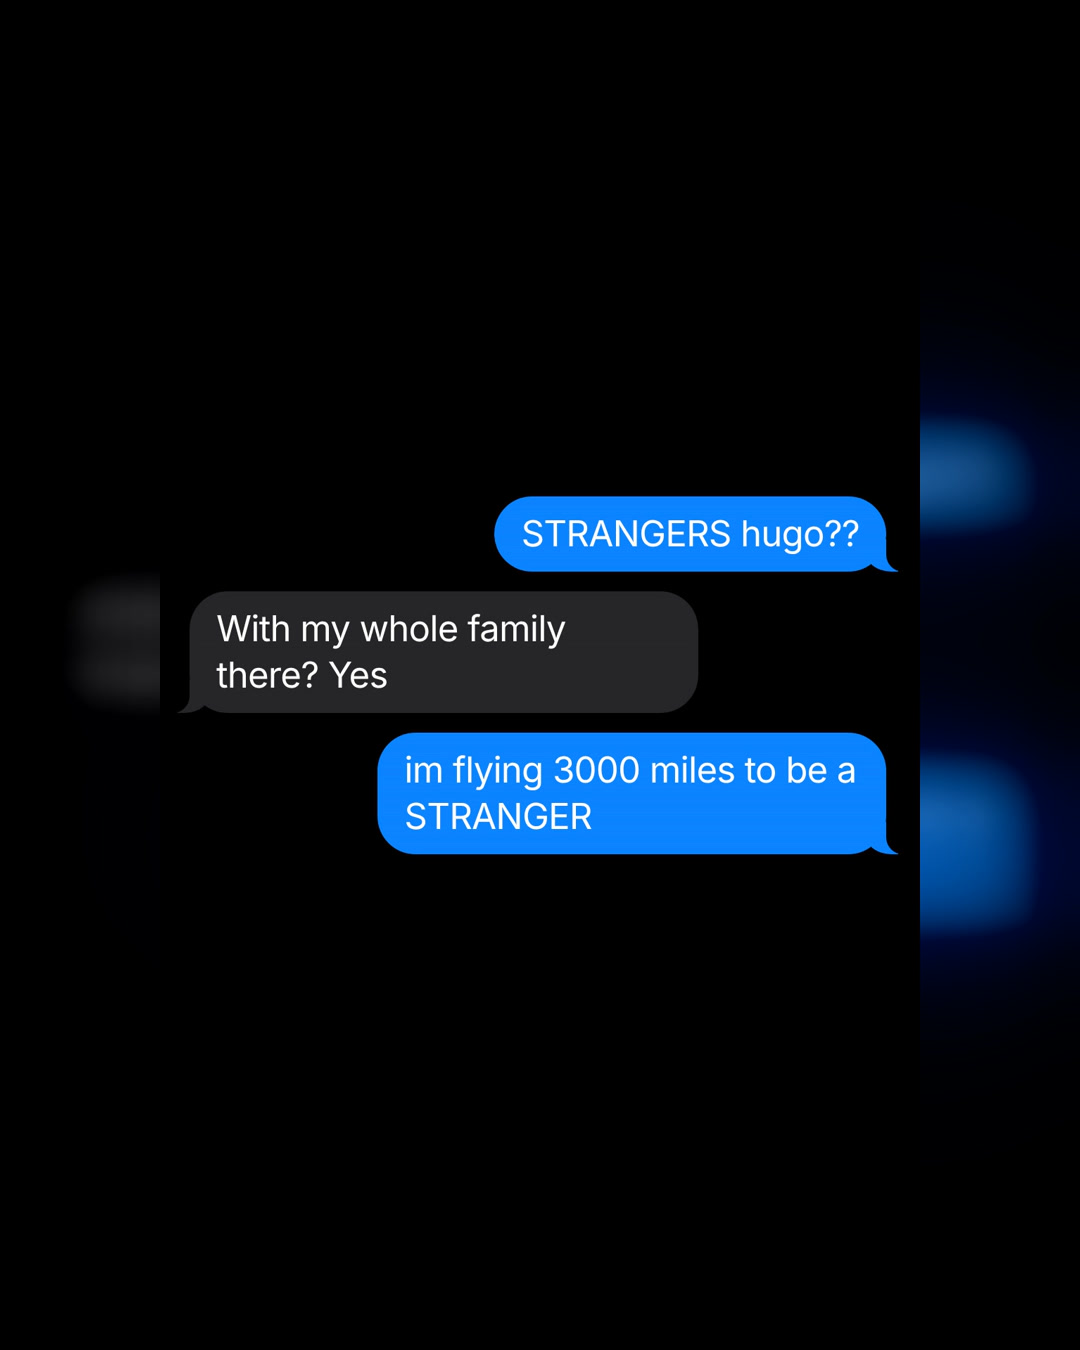 STRANGERS hugo??
With my whole family
there? Yes
im flying 3000 miles to be a
STRANGER